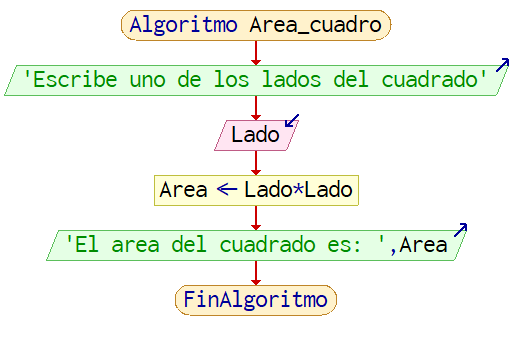 Algoritmo Area_cuadro
'Escribe uno de los lados del cuadrado'
Lado
Area ← Lado*Lado
'El area del cuadrado es: ',Area
FinAlgoritmo